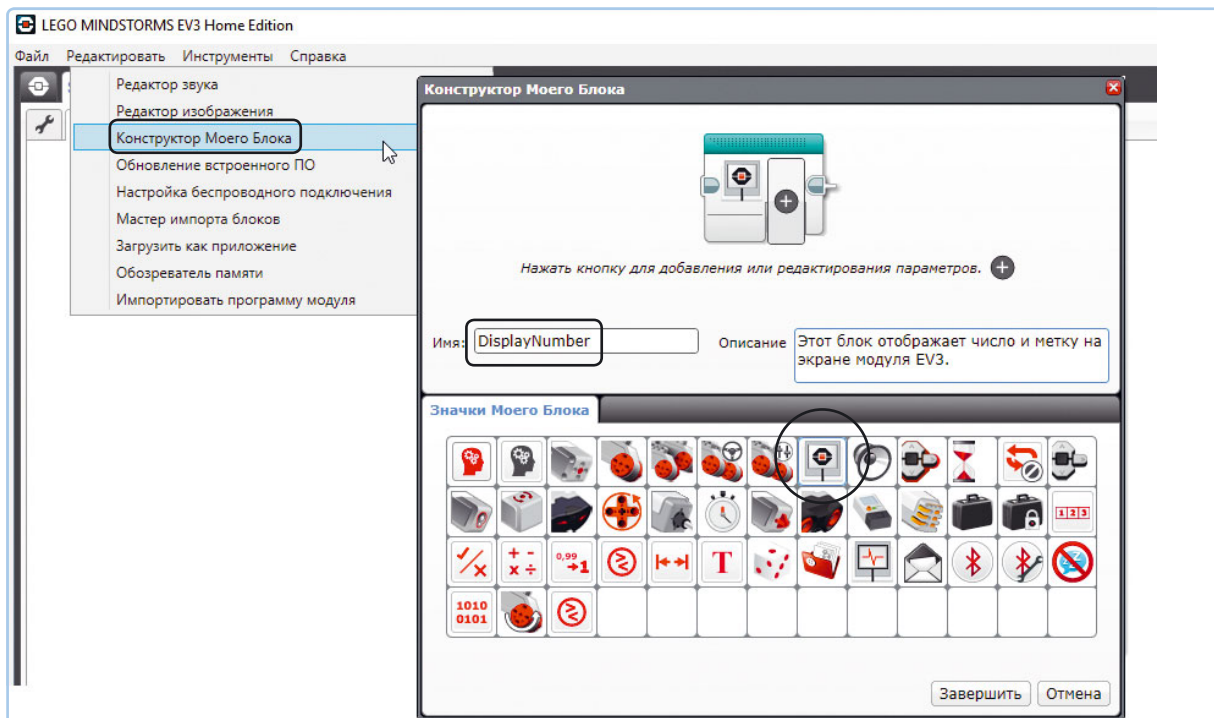 LEGO MINDSTORMS EV3 Home Edition
Файл Редактировать Инструменты Справка
Редактор звука
Редактор изображения
Конструктор Моего Блока
Обновление встроенного ПО
Настройка беспроводного подключения
Мастер импорта блоков
Загрузить как приложение
Обозреватель памяти
Импортировать программу модуля
Конструктор Моего Блока
Нажать кнопку для добавления или редактирования параметров.
Имя: DisplayNumber
Описание Этот блок отображает число и метку на
экране модуля EV3.
Значки Моего Блока
1 2 3
+ -
x ÷
0,99
→1
T
1010
0101
Завершить Отмена